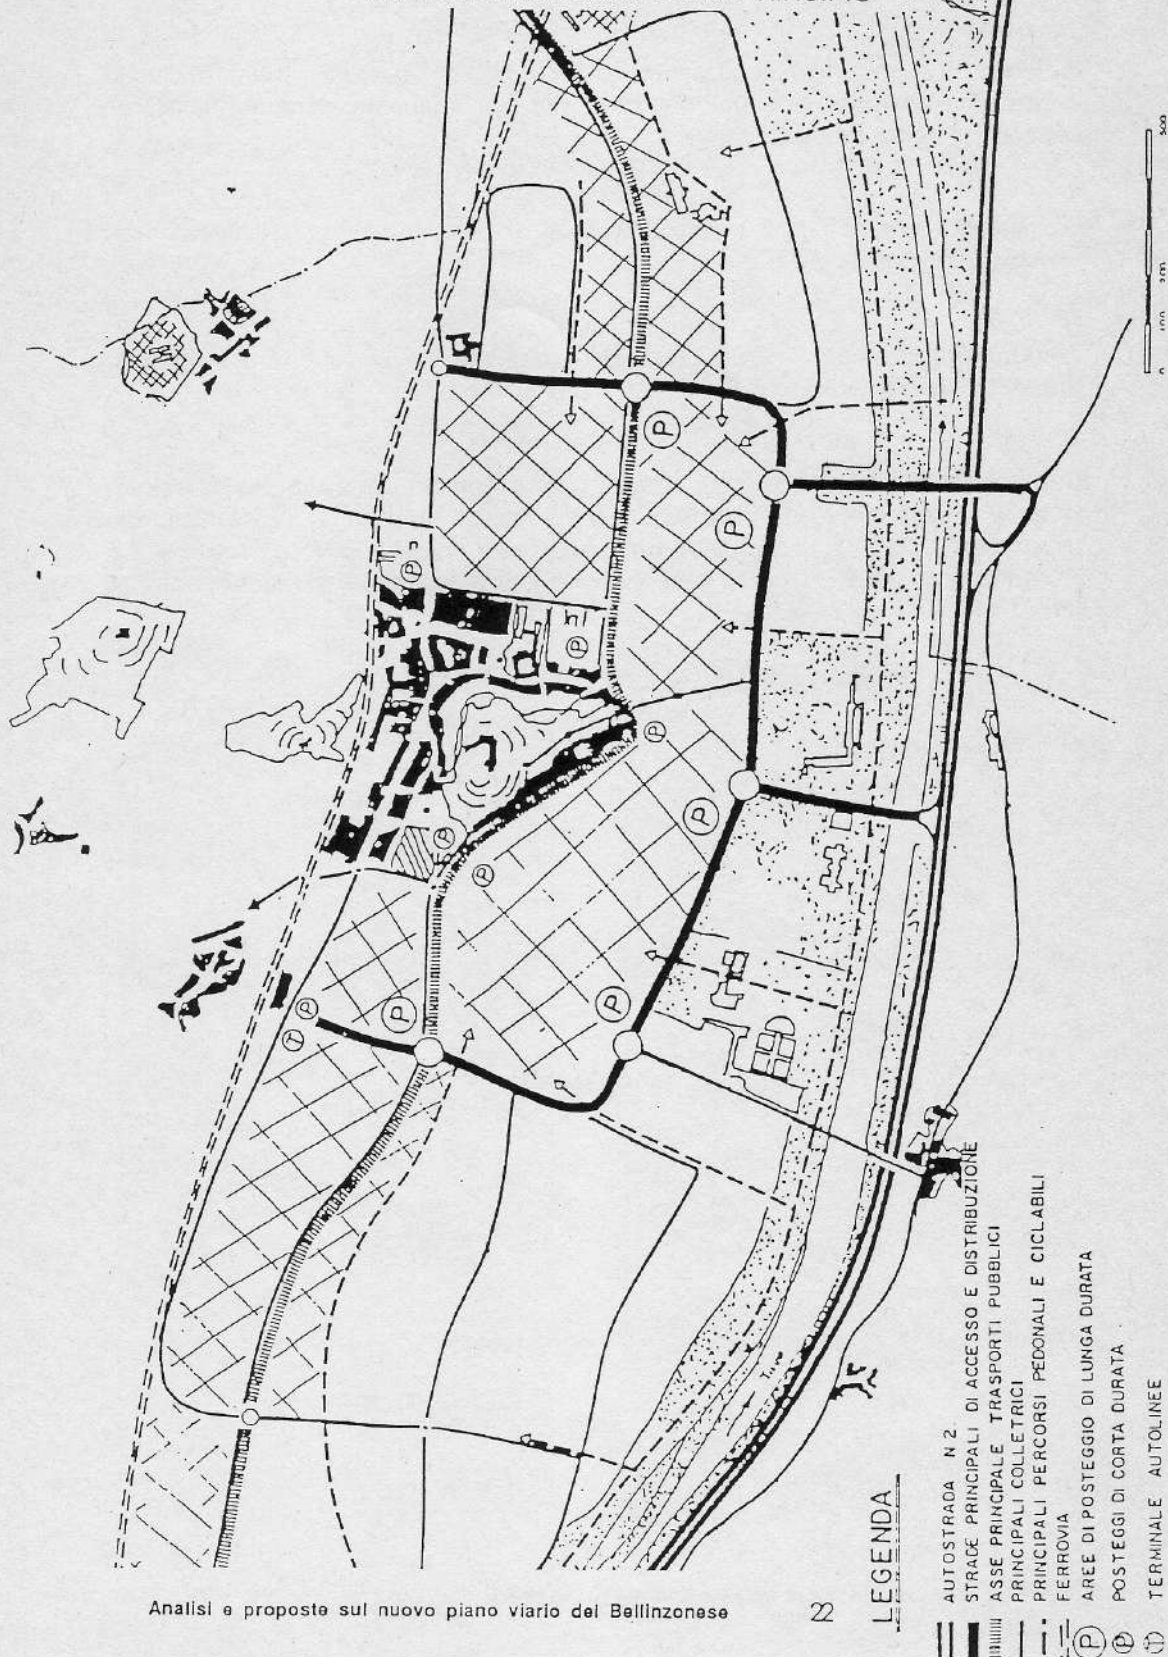 Analisi e proposte sul nuovo piano viario del Bellinzonese
22
LEGENDA
AUTOSTRADA N 2
STRADE PRINCIPALI DI ACCESSO E DISTRIBUZIONE
ASSE PRINCIPALE TRASPORTI PUBBLICI
PRINCIPALI COLLETRICI
PRINCIPALI PERCORSI PEDONALI E CICLABILI
FERROVIA
P AREE DI POSTEGGIO DI LUNGA DURATA
P POSTEGGI DI CORTA DURATA
T TERMINALE AUTOLINEE
P
P
P
P
P
P
P
P
P
P
P
P
T